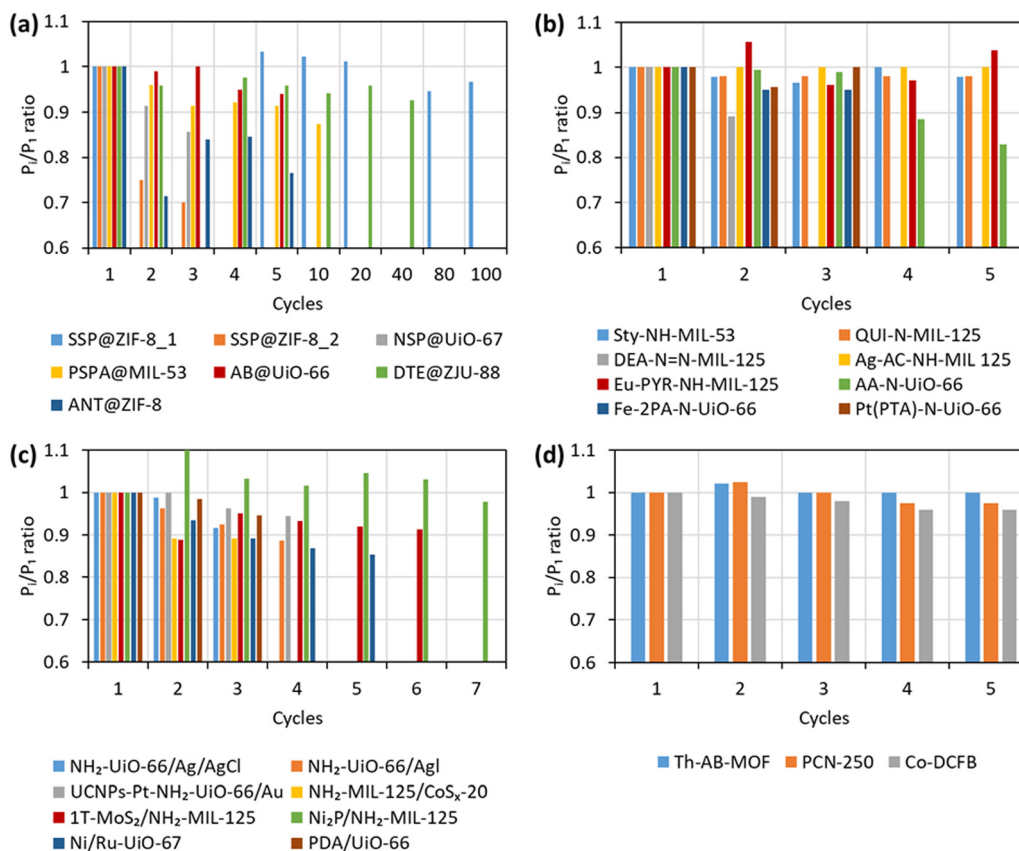 (a)
1.1
1
0.9
0.8
0.7
0.6
Pᵢ/P₁ ratio
1 2 3 4 5 10 20 40 80 100
Cycles
SSP@ZIF-8_1 SSP@ZIF-8_2 NSP@UiO-67
PSPA@MIL-53 AB@UiO-66 DTE@ZJU-88
ANT@ZIF-8
(b)
1.1
1
0.9
0.8
0.7
0.6
Pᵢ/P₁ ratio
1 2 3 4 5
Cycles
Sty-NH-MIL-53 QUI-N-MIL-125
DEA-N=N-MIL-125 Ag-AC-NH-MIL 125
Eu-PYR-NH-MIL-125 AA-N-UiO-66
Fe-2PA-N-UiO-66 Pt(PTA)-N-UiO-66
(c)
1.1
1
0.9
0.8
0.7
0.6
Pᵢ/P₁ ratio
1 2 3 4 5 6 7
Cycles
NH₂-UiO-66/Ag/AgCl NH₂-UiO-66/AgI
UCNPs-Pt-NH₂-UiO-66/Au NH₂-MIL-125/CoSₓ-20
1T-MoS₂/NH₂-MIL-125 Ni₂P/NH₂-MIL-125
Ni/Ru-UiO-67 PDA/UiO-66
(d)
1.1
1
0.9
0.8
0.7
0.6
Pᵢ/P₁ ratio
1 2 3 4 5
Cycles
Th-AB-MOF PCN-250 Co-DCFB